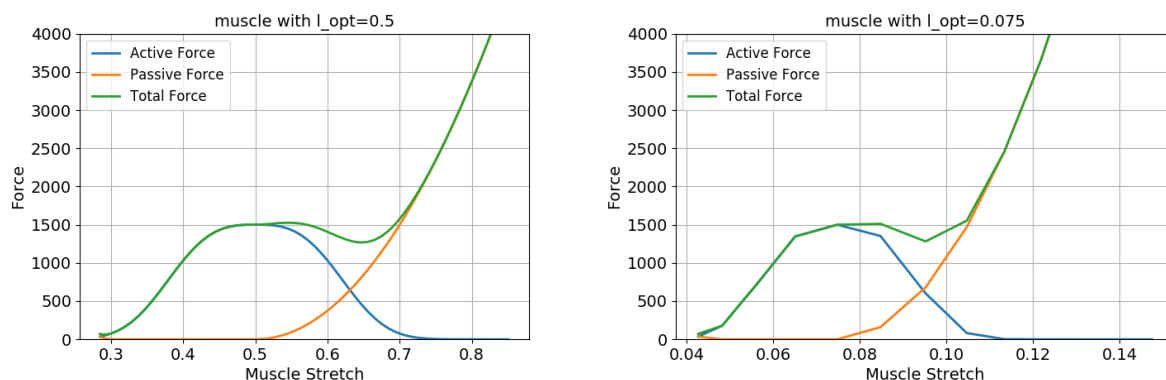 muscle with l_opt=0.5
4000
3500
3000
2500
2000
1500
1000
500
0
Force
Active Force
Passive Force
Total Force
0.3
0.4
0.5
0.6
0.7
0.8
Muscle Stretch
muscle with l_opt=0.075
4000
3500
3000
2500
2000
1500
1000
500
0
Force
Active Force
Passive Force
Total Force
0.04
0.06
0.08
0.10
0.12
0.14
Muscle Stretch